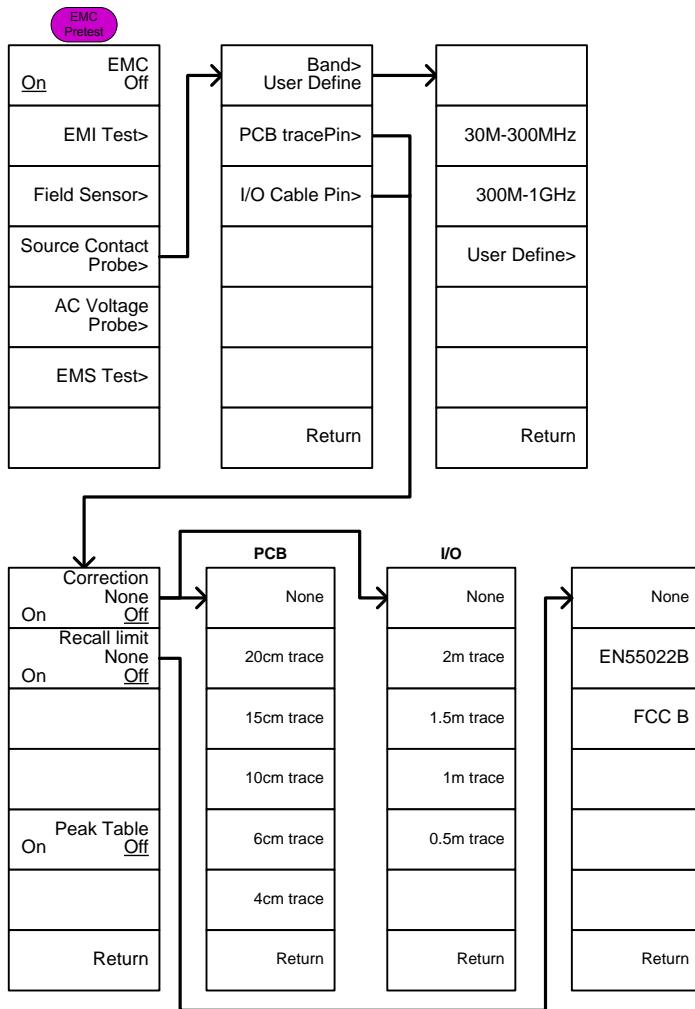 EMC
Pretest
EMC
On Off
EMI Test>
Field Sensor>
Source Contact
Probe>
AC Voltage
Probe>
EMS Test>
Band>
User Define
PCB tracePin>
I/O Cable Pin>
Return
30M-300MHz
300M-1GHz
User Define>
Return
Correction
None
On Off
Recall limit
None
On Off
Peak Table
On Off
Return
PCB
None
20cm trace
15cm trace
10cm trace
6cm trace
4cm trace
Return
I/O
None
2m trace
1.5m trace
1m trace
0.5m trace
Return
None
EN55022B
FCC B
Return